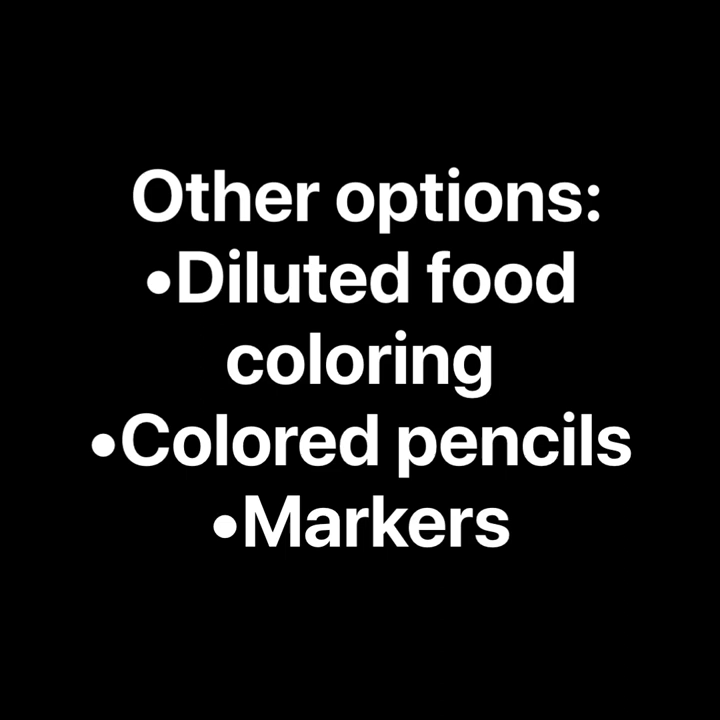 Other options:
•Diluted food
coloring
•Colored pencils
•Markers